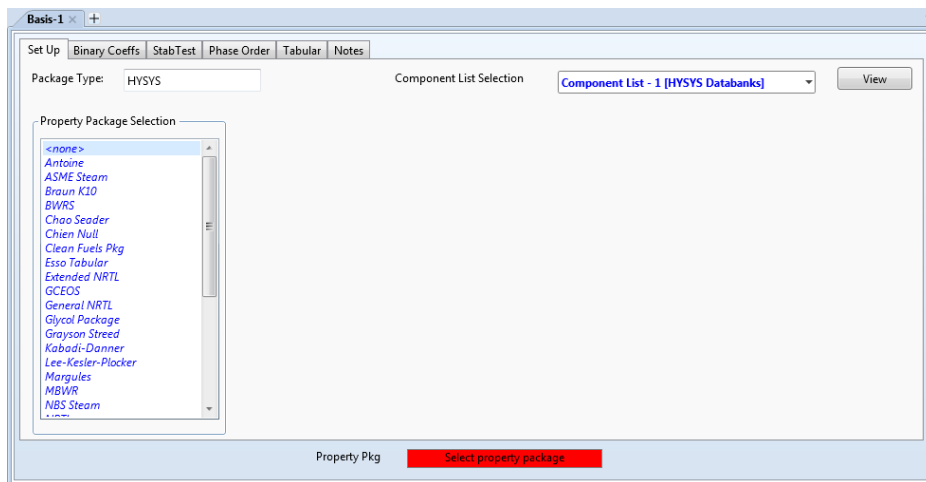 Basis-1 × +
Set Up Binary Coeffs StabTest Phase Order Tabular Notes
Package Type: HYSYS Component List Selection Component List - 1 [HYSYS Databanks] View
Property Package Selection
<none>
Antoine
ASME Steam
Braun K10
BWRS
Chao Seader
Chien Null
Clean Fuels Pkg
Esso Tabular
Extended NRTL
GCEOS
General NRTL
Glycol Package
Grayson Streed
Kabadi-Danner
Lee-Kesler-Plocker
Margules
MBWR
NBS Steam
Property Pkg Select property package